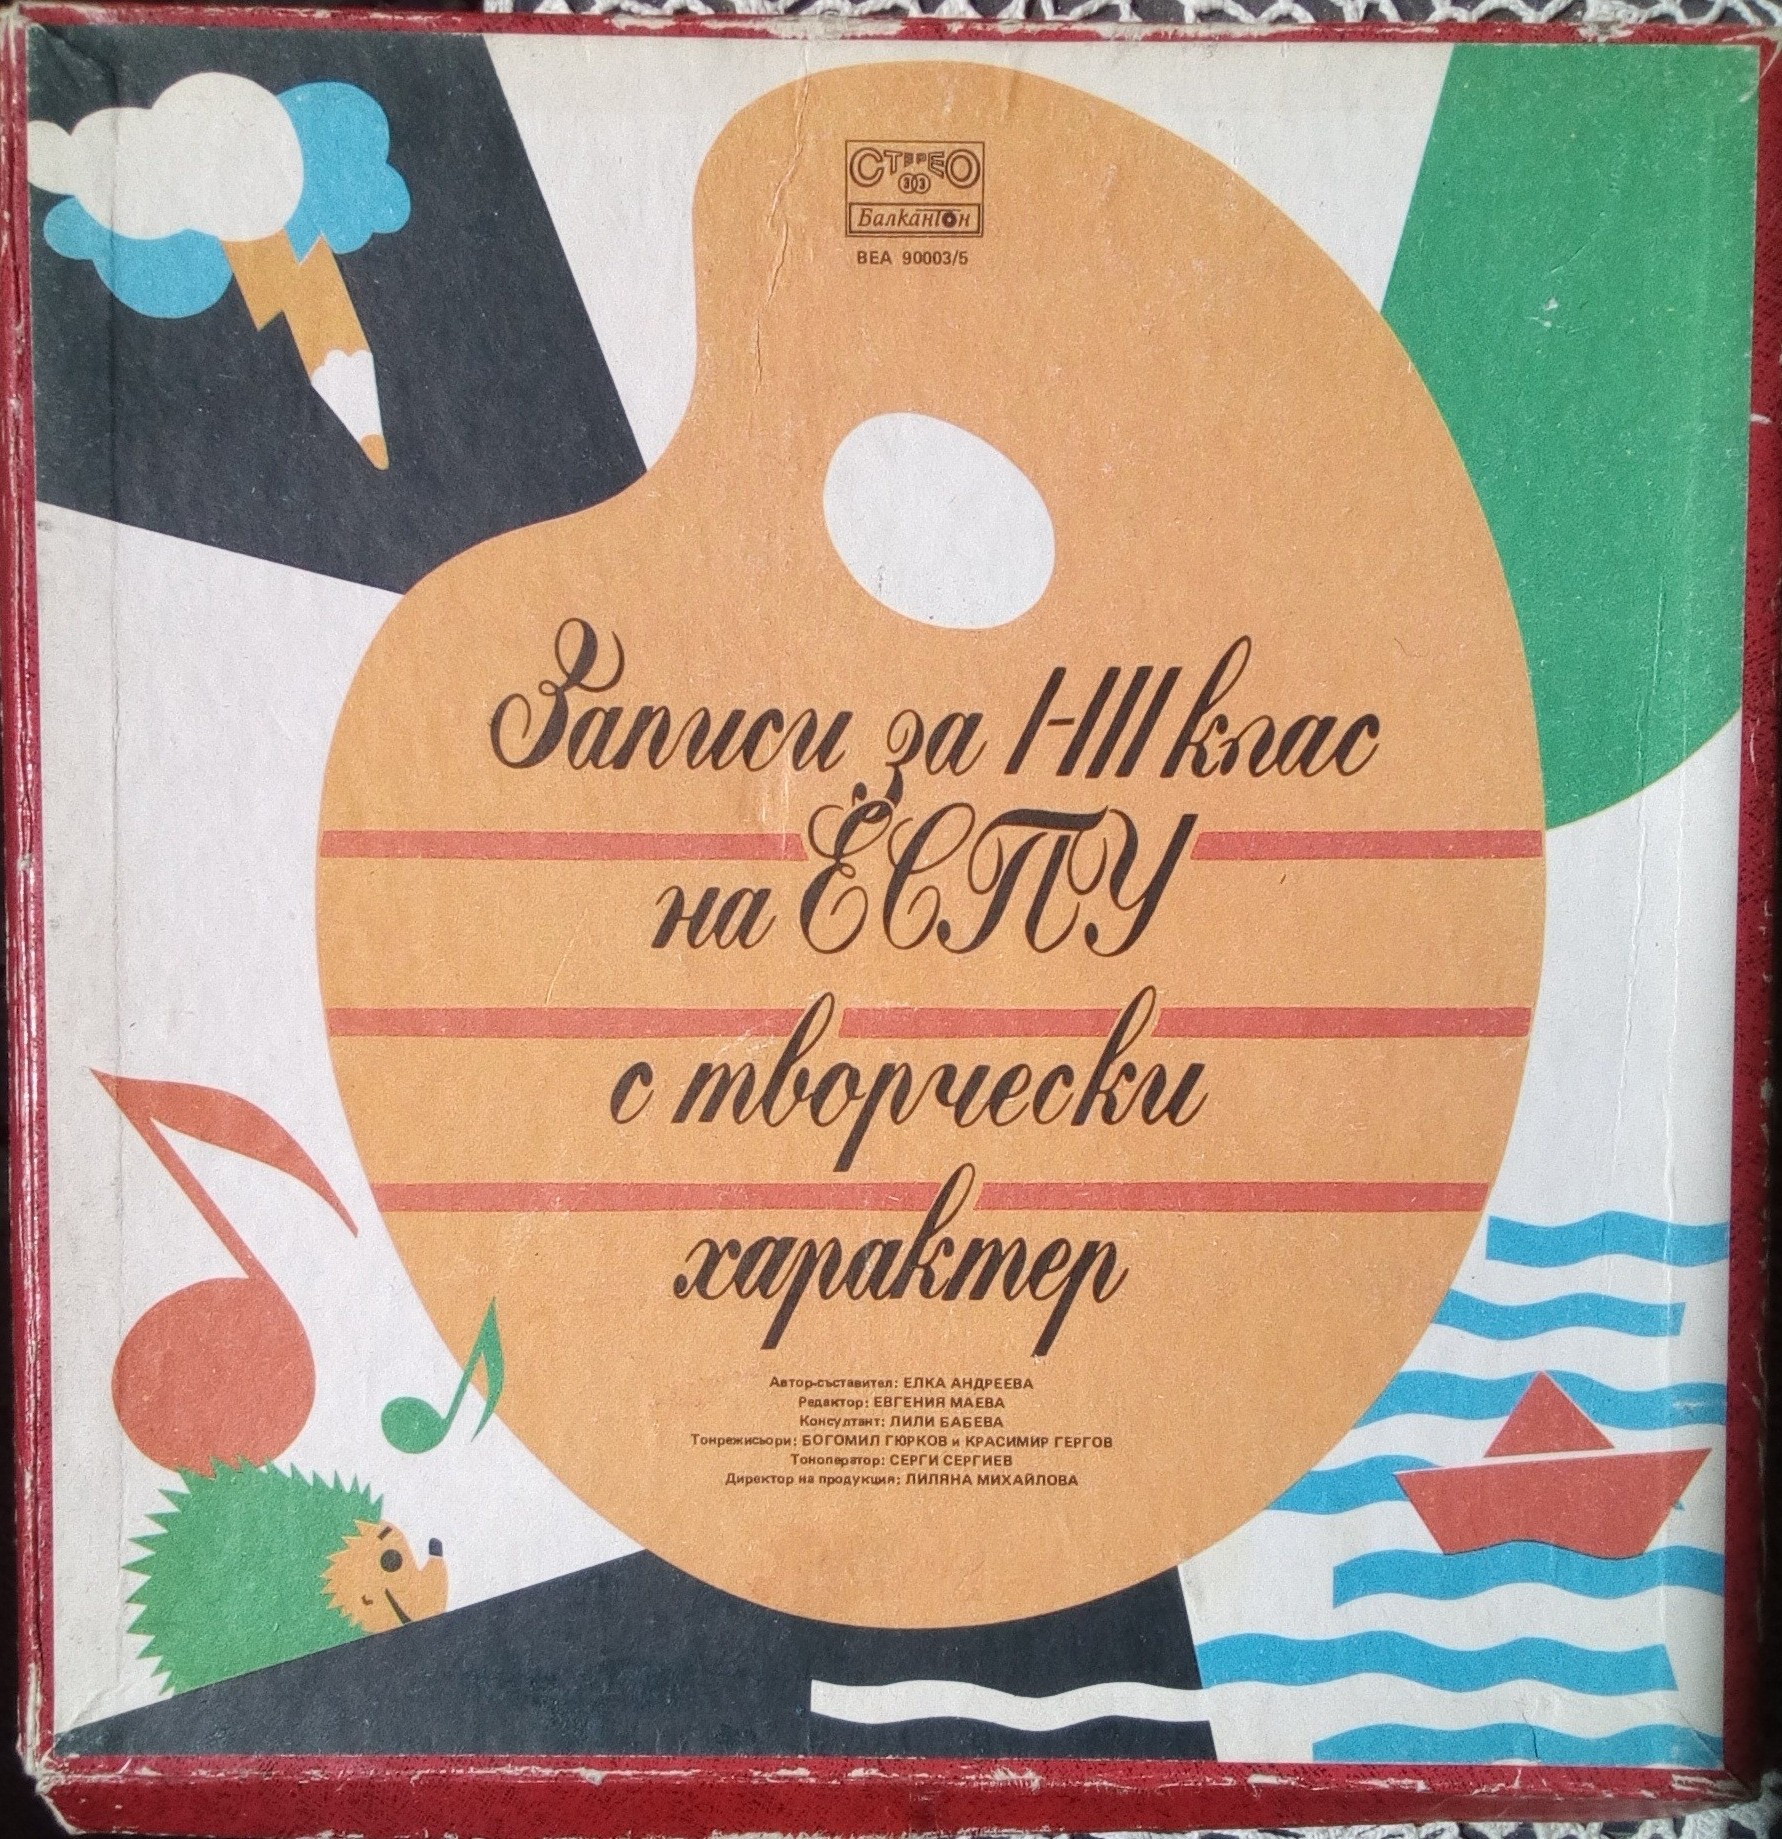 СТЕРЕО
33
Балкантон
ВЕА 90003/5
Записи за I-III клас
на ЕСПУ
с творчески
характер
Автор-съставител: ЕЛКА АНДРЕЕВА
Редактор: ЕВГЕНИЯ МАЕВА
Консултант: ЛИЛИ БАБЕВА
Тонрежисьори: БОГОМИЛ ГЮРКОВ и КРАСИМИР ГЕРГОВ
Тоноператор: СЕРГИ СЕРГИЕВ
Директор на продукция: ЛИЛЯНА МИХАЙЛОВА